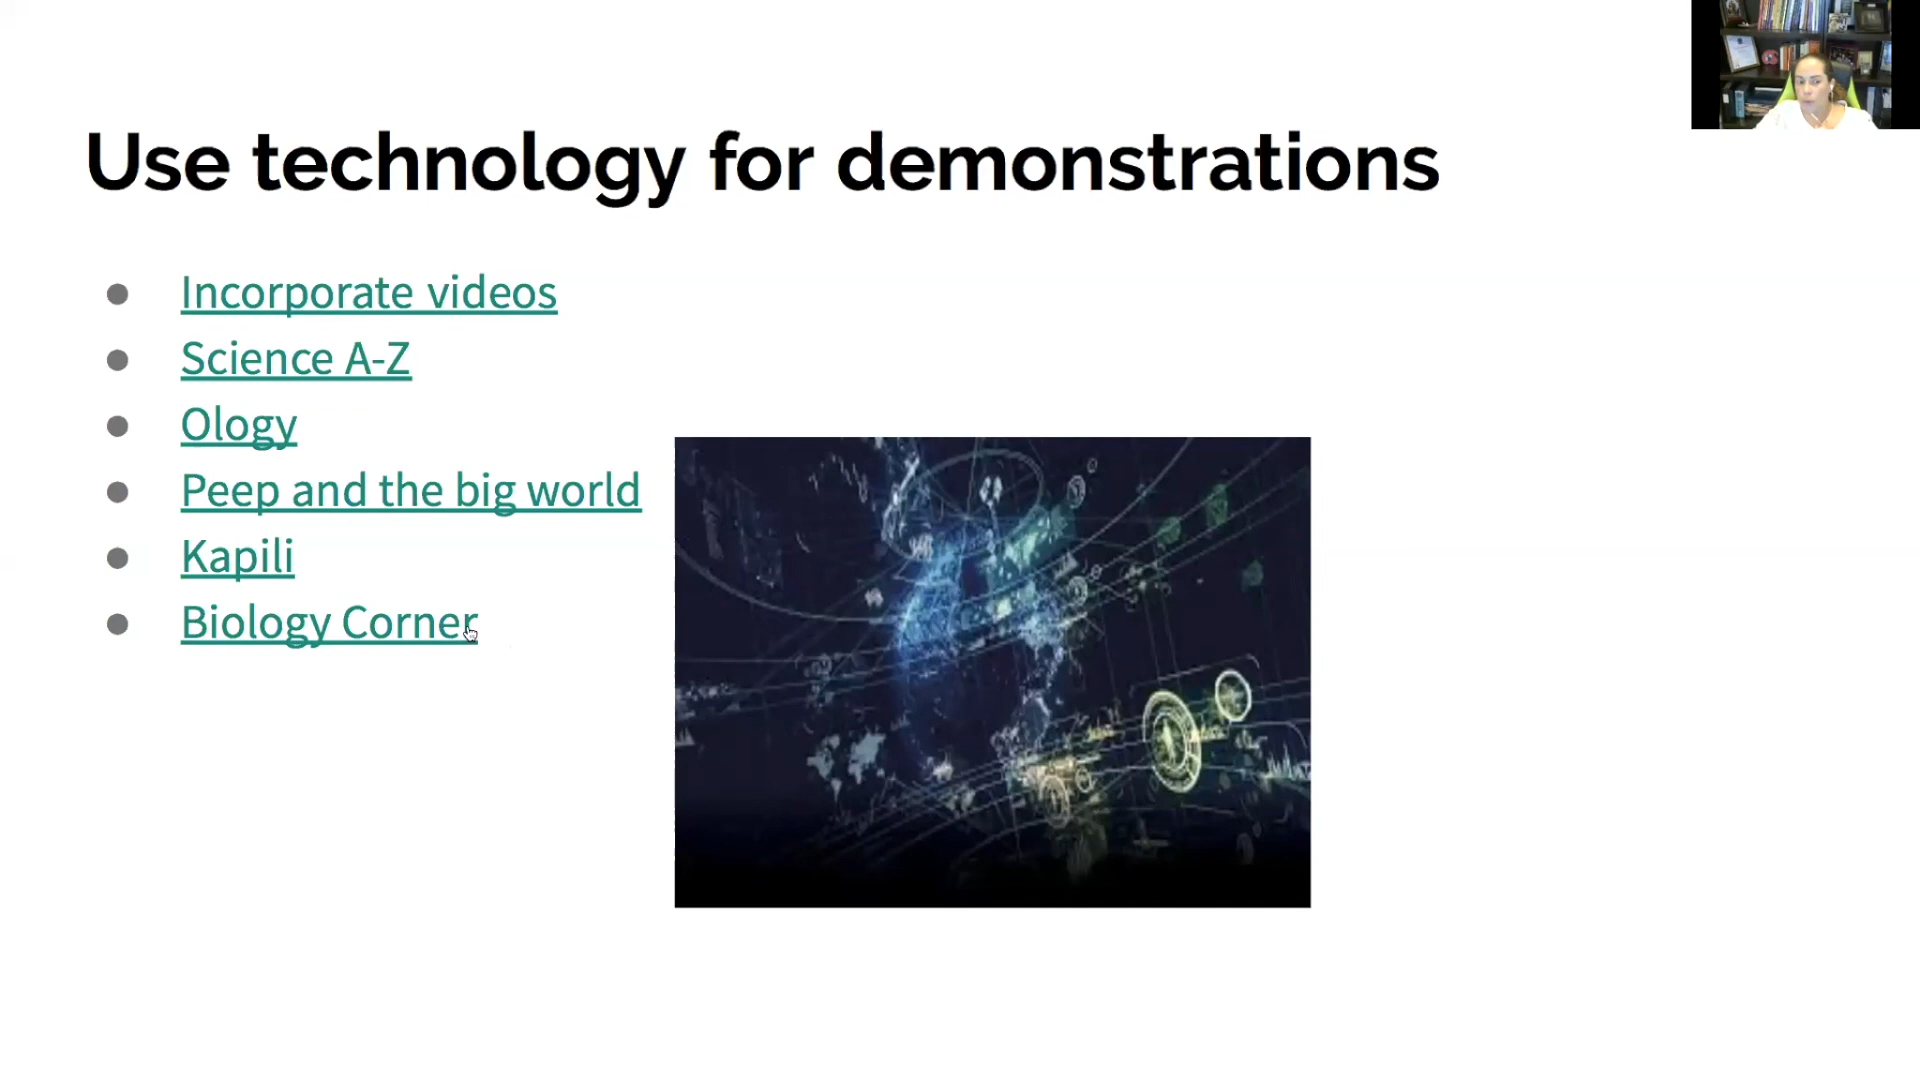 Use technology for demonstrations
Incorporate videos
Science A-Z
Ology
Peep and the big world
Kapili
Biology Corner